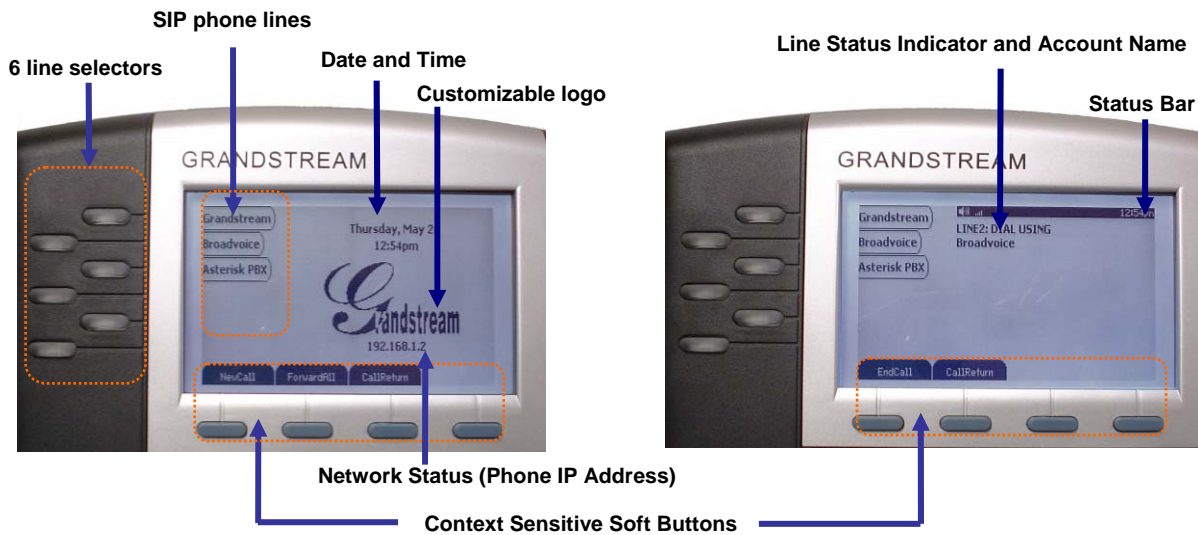 SIP phone lines
6 line selectors
Date and Time
Customizable logo
Line Status Indicator and Account Name
Status Bar
GRANDSTREAM
Grandstream
Broadvoice
Asterisk PBX
Thursday, May 2
12:54pm
Grandstream
192.168.1.2
NewCall ForwardAll CallReturn
GRANDSTREAM
Grandstream
Broadvoice
Asterisk PBX
12:54pm
LINE2: DIAL USING
Broadvoice
EndCall CallReturn
Network Status (Phone IP Address)
Context Sensitive Soft Buttons